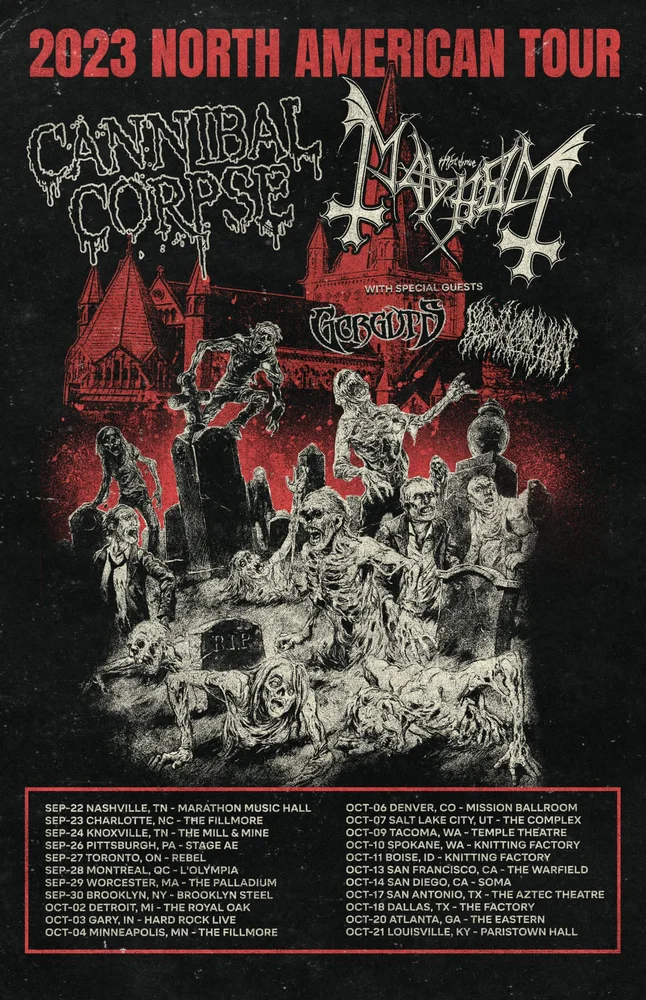 2023 NORTH AMERICAN TOUR
CANNIBAL
CORPSE
MAYHEM
WITH SPECIAL GUESTS
GORGUTS
BLOOD INCANTATION
R.I.P.
SEP-22 NASHVILLE, TN - MARATHON MUSIC HALL
SEP-23 CHARLOTTE, NC - THE FILLMORE
SEP-24 KNOXVILLE, TN - THE MILL & MINE
SEP-26 PITTSBURGH, PA - STAGE AE
SEP-27 TORONTO, ON - REBEL
SEP-28 MONTREAL, QC - L'OLYMPIA
SEP-29 WORCESTER, MA - THE PALLADIUM
SEP-30 BROOKLYN, NY - BROOKLYN STEEL
OCT-02 DETROIT, MI - THE ROYAL OAK
OCT-03 GARY, IN - HARD ROCK LIVE
OCT-04 MINNEAPOLIS, MN - THE FILLMORE
OCT-06 DENVER, CO - MISSION BALLROOM
OCT-07 SALT LAKE CITY, UT - THE COMPLEX
OCT-09 TACOMA, WA - TEMPLE THEATRE
OCT-10 SPOKANE, WA - KNITTING FACTORY
OCT-11 BOISE, ID - KNITTING FACTORY
OCT-13 SAN FRANCISCO, CA - THE WARFIELD
OCT-14 SAN DIEGO, CA - SOMA
OCT-17 SAN ANTONIO, TX - THE AZTEC THEATRE
OCT-18 DALLAS, TX - THE FACTORY
OCT-20 ATLANTA, GA - THE EASTERN
OCT-21 LOUISVILLE, KY - PARISTOWN HALL